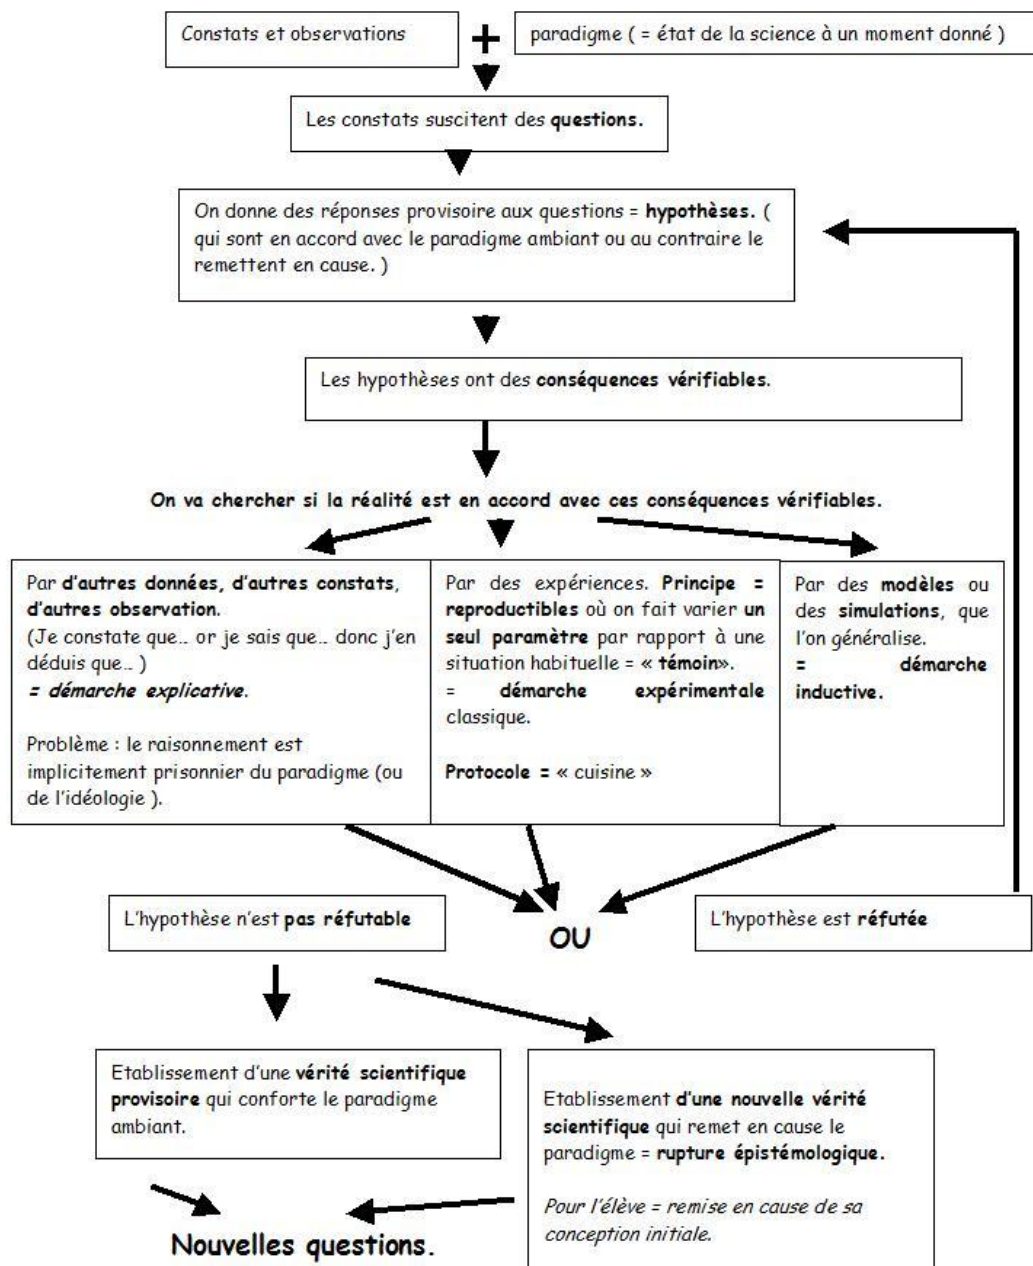 Constats et observations
+
paradigme ( = état de la science à un moment donné )
Les constats suscitent des questions.
On donne des réponses provisoire aux questions = hypothèses. (
qui sont en accord avec le paradigme ambiant ou au contraire le
remettent en cause. )
Les hypothèses ont des conséquences vérifiables.
On va chercher si la réalité est en accord avec ces conséquences vérifiables.
Par d'autres données, d'autres constats,
d'autres observation.
(Je constate que… or je sais que… donc j'en
déduis que… )
= démarche explicative.
Problème : le raisonnement est
implicitement prisonnier du paradigme (ou
de l'idéologie ).
Par des expériences. Principe =
reproductibles où on fait varier un
seul paramètre par rapport à une
situation habituelle = « témoin».
= démarche expérimentale
classique.
Protocole = « cuisine »
Par des modèles ou
des simulations, que
l'on généralise.
= démarche
inductive.
L'hypothèse n'est pas réfutable
OU
L'hypothèse est réfutée
Etablissement d'une vérité scientifique
provisoire qui conforte le paradigme
ambiant.
Etablissement d'une nouvelle vérité
scientifique qui remet en cause le
paradigme = rupture épistémologique.
Pour l'élève = remise en cause de sa
conception initiale.
Nouvelles questions.